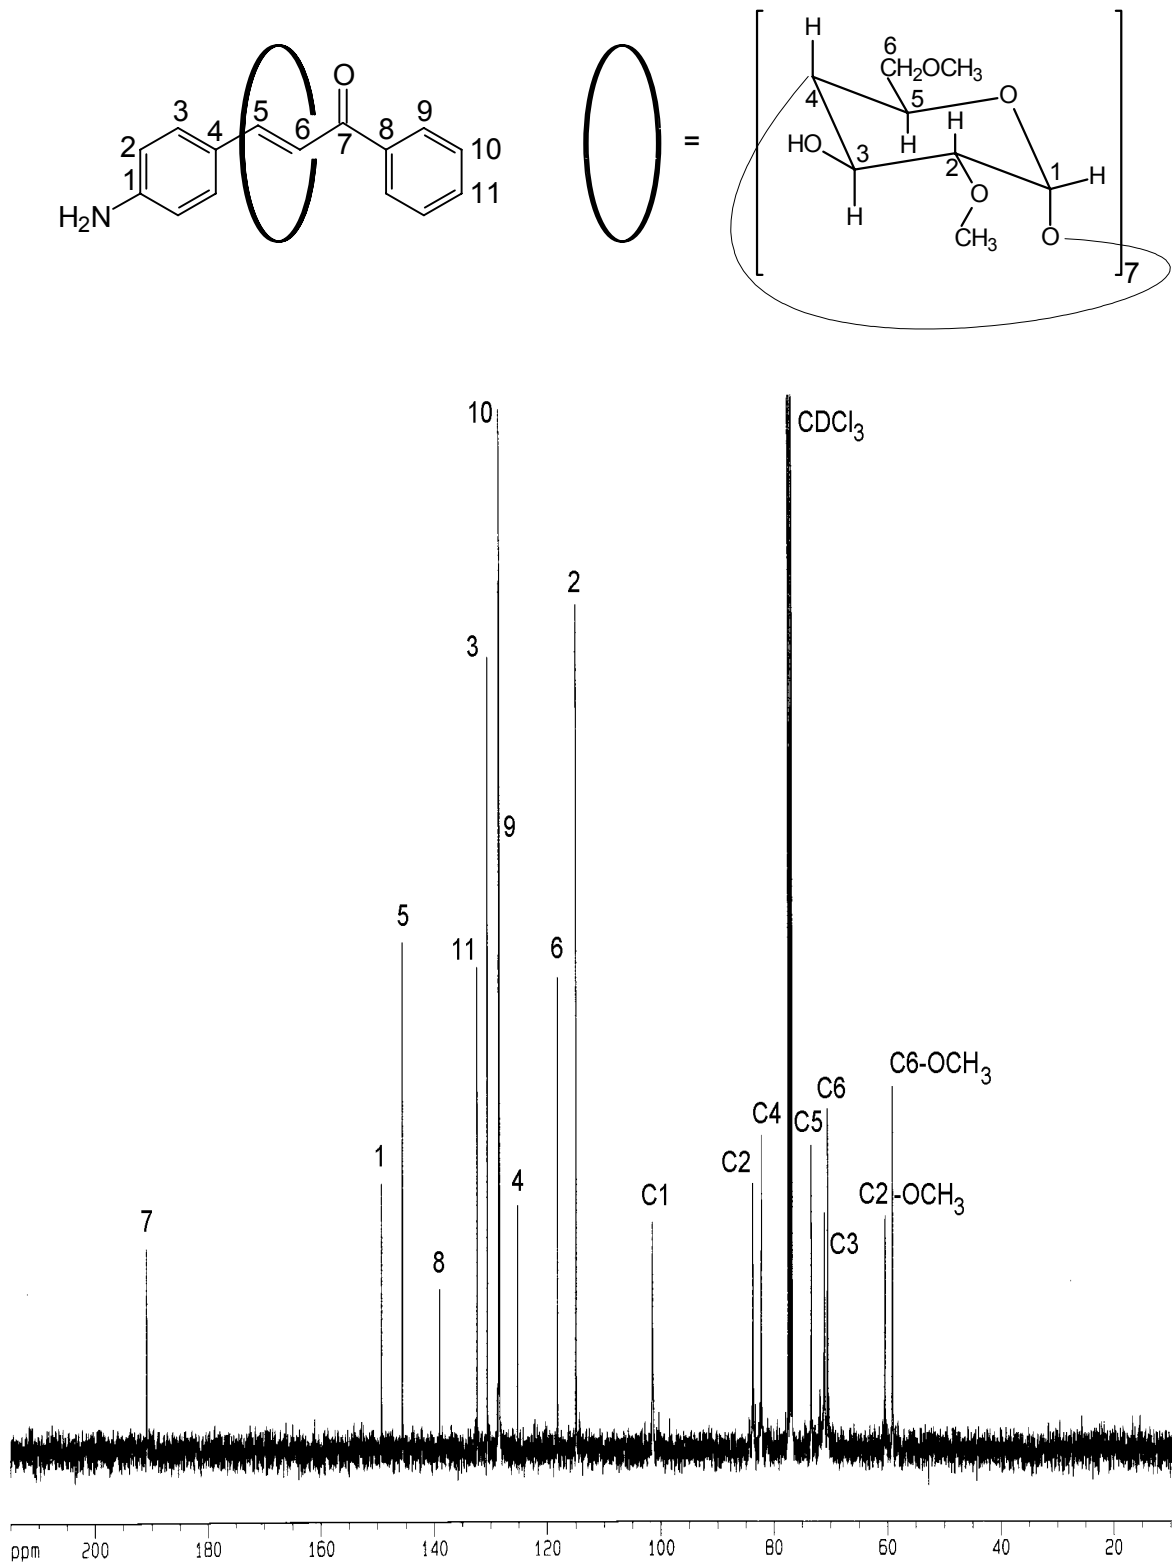 H
O
6
CH2OCH3
3 5 9 4 5 O
2 4 6 7 8 10 H H
1 11 = HO 3 2 1 H
H2N H O O
CH3
7
10 CDCl3
2
3
9
5
11 6
C6-OCH3
C6
C4 C5
1 C2
4 C1 C2-OCH3
7
8 C3
ppm 200 180 160 140 120 100 80 60 40 20